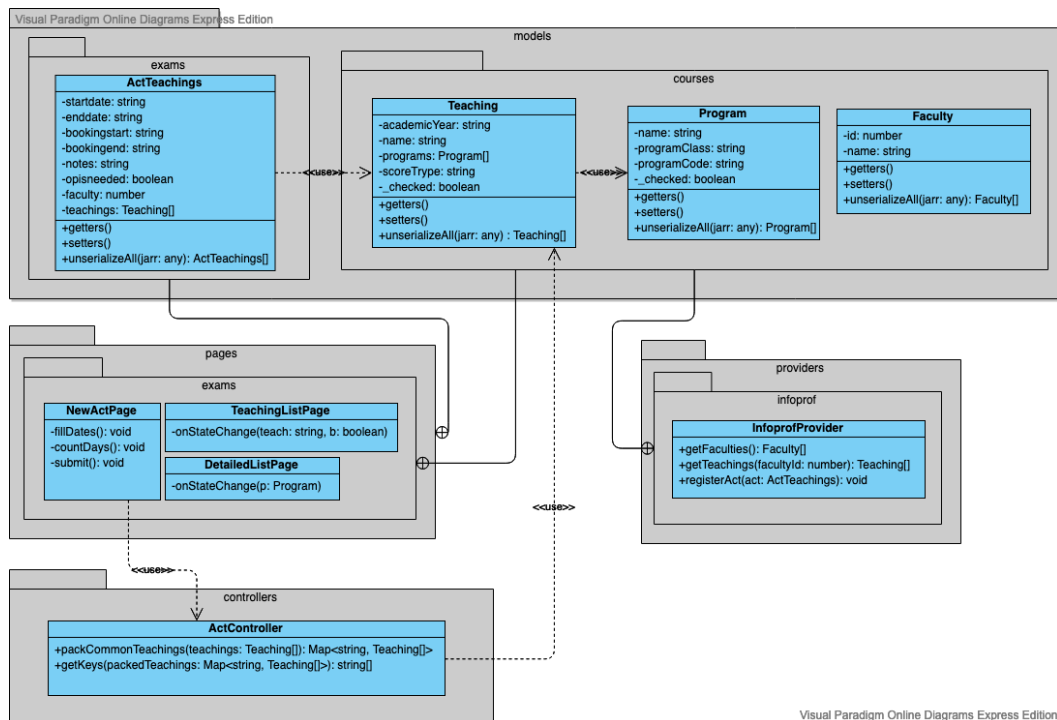 Visual Paradigm Online Diagrams Express Edition
models
exams
ActTeachings
-startdate: string
-enddate: string
-bookingstart: string
-bookingend: string
-notes: string
-opisneeded: boolean
-faculty: number
-teachings: Teaching[]
+getters()
+setters()
+unserializeAll(jarr: any): ActTeachings[]
<<use>>
courses
Teaching
-academicYear: string
-name: string
-programs: Program[]
-scoreTrype: string
-_checked: boolean
+getters()
+setters()
+unserializeAll(jarr: any) : Teaching[]
<<use>>
Program
-name: string
-programClass: string
-programCode: string
-_checked: boolean
+getters()
+setters()
+unserializeAll(jarr: any): Program[]
Faculty
-id: number
-name: string
+getters()
+setters()
+unserializeAll(jarr: any): Faculty[]
pages
exams
NewActPage
-fillDates(): void
-countDays(): void
-submit(): void
TeachingListPage
-onStateChange(teach: string, b: boolean)
DetailedListPage
-onStateChange(p: Program)
providers
infoprof
InfoprofProvider
+getFaculties(): Faculty[]
+getTeachings(facultyId: number): Teaching[]
+registerAct(act: ActTeachings): void
<<use>>
<<use>>
controllers
ActController
+packCommonTeachings(teachings: Teaching[]): Map<string, Teaching[]>
+getKeys(packedTeachings: Map<string, Teaching[]>): string[]
Visual Paradigm Online Diagrams Express Edition